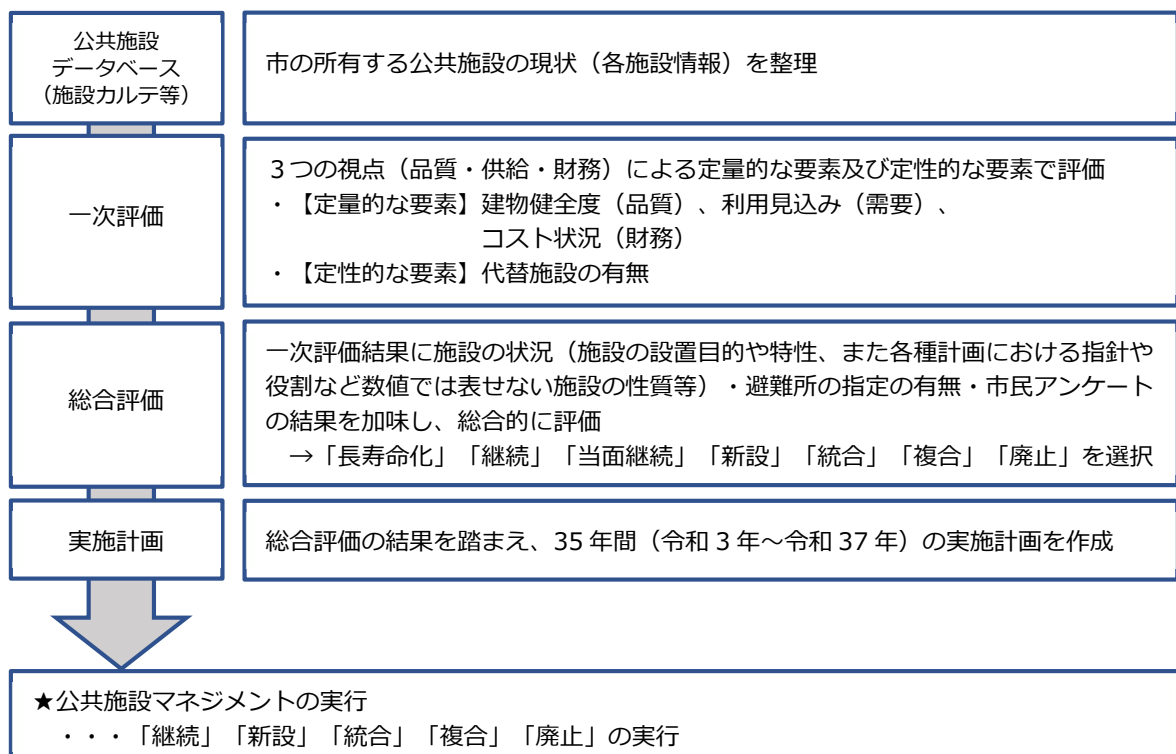 公共施設
データベース
（施設カルテ等）
市の所有する公共施設の現状（各施設情報）を整理
一次評価
３つの視点（品質・供給・財務）による定量的な要素及び定性的な要素で評価
・【定量的な要素】建物健全度（品質）、利用見込み（需要）、
コスト状況（財務）
・【定性的な要素】代替施設の有無
総合評価
一次評価結果に施設の状況（施設の設置目的や特性、また各種計画における指針や
役割など数値では表せない施設の性質等）・避難所の指定の有無・市民アンケート
の結果を加味し、総合的に評価
→「長寿命化」「継続」「当面継続」「新設」「統合」「複合」「廃止」を選択
実施計画
総合評価の結果を踏まえ、35 年間（令和 3 年～令和 37 年）の実施計画を作成
★公共施設マネジメントの実行
・・・「継続」「新設」「統合」「複合」「廃止」の実行